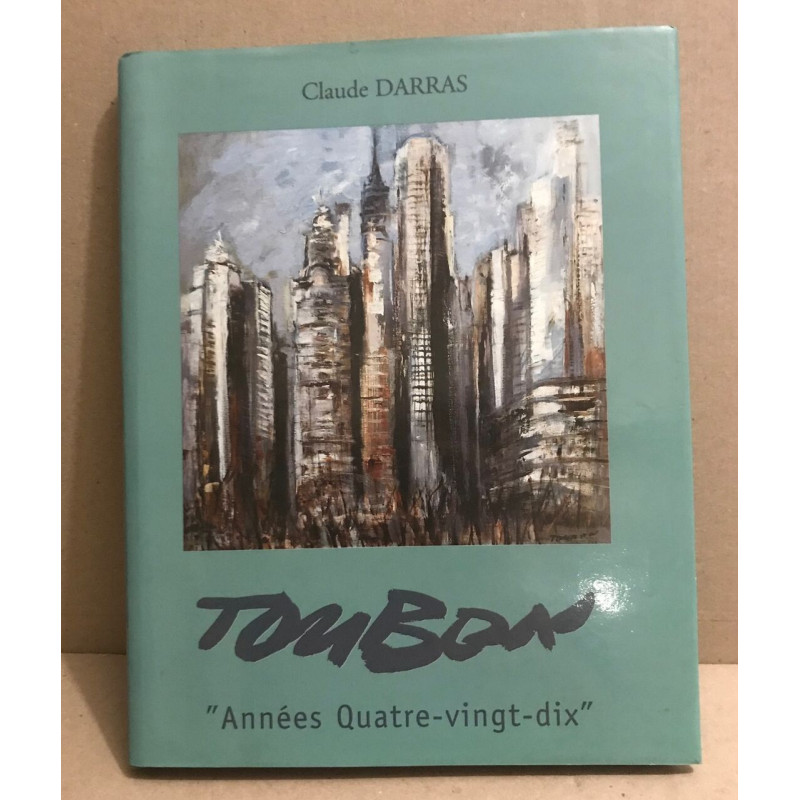 Claude DARRAS
TOUBON
"Années Quatre-vingt-dix"